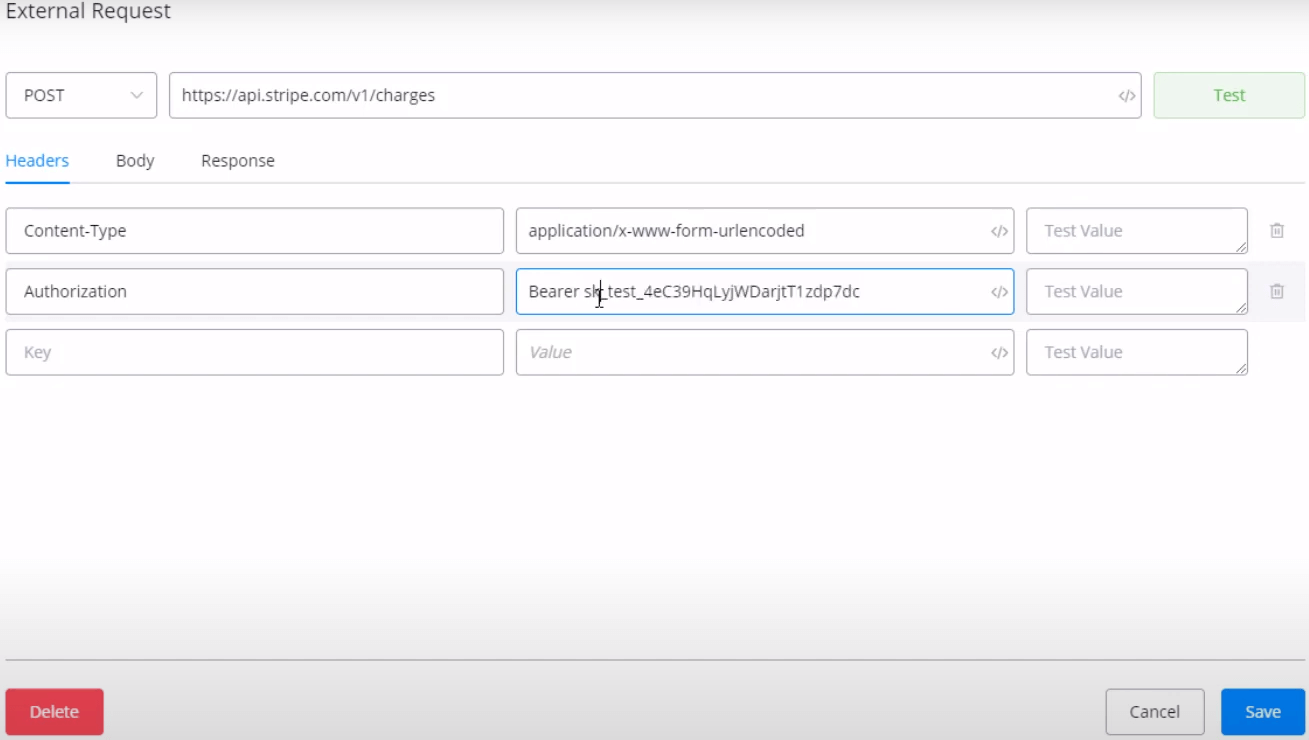 External Request
POST https://api.stripe.com/v1/charges </> Test
Headers Body Response
Content-Type application/x-www-form-urlencoded </> Test Value
Authorization Bearer sk_test_4eC39HqLyjWDarjtT1zdp7dc </> Test Value
Key Value </> Test Value
Delete Cancel Save